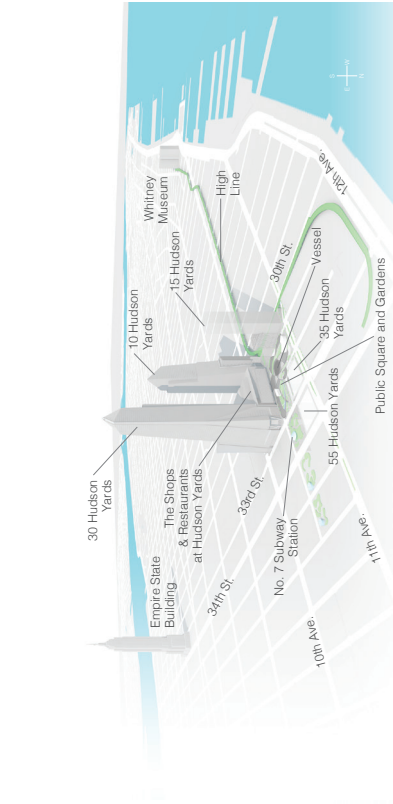 30 Hudson
Yards
10 Hudson
Yards
Empire State
Building
Whitney
Museum
15 Hudson
Yards
The Shops
& Restaurants
at Hudson Yards
High
Line
34th St.
33rd St.
30th St.
No. 7 Subway
Station
Vessel
12th Ave.
35 Hudson
Yards
10th Ave.
55 Hudson Yards
11th Ave.
Public Square and Gardens